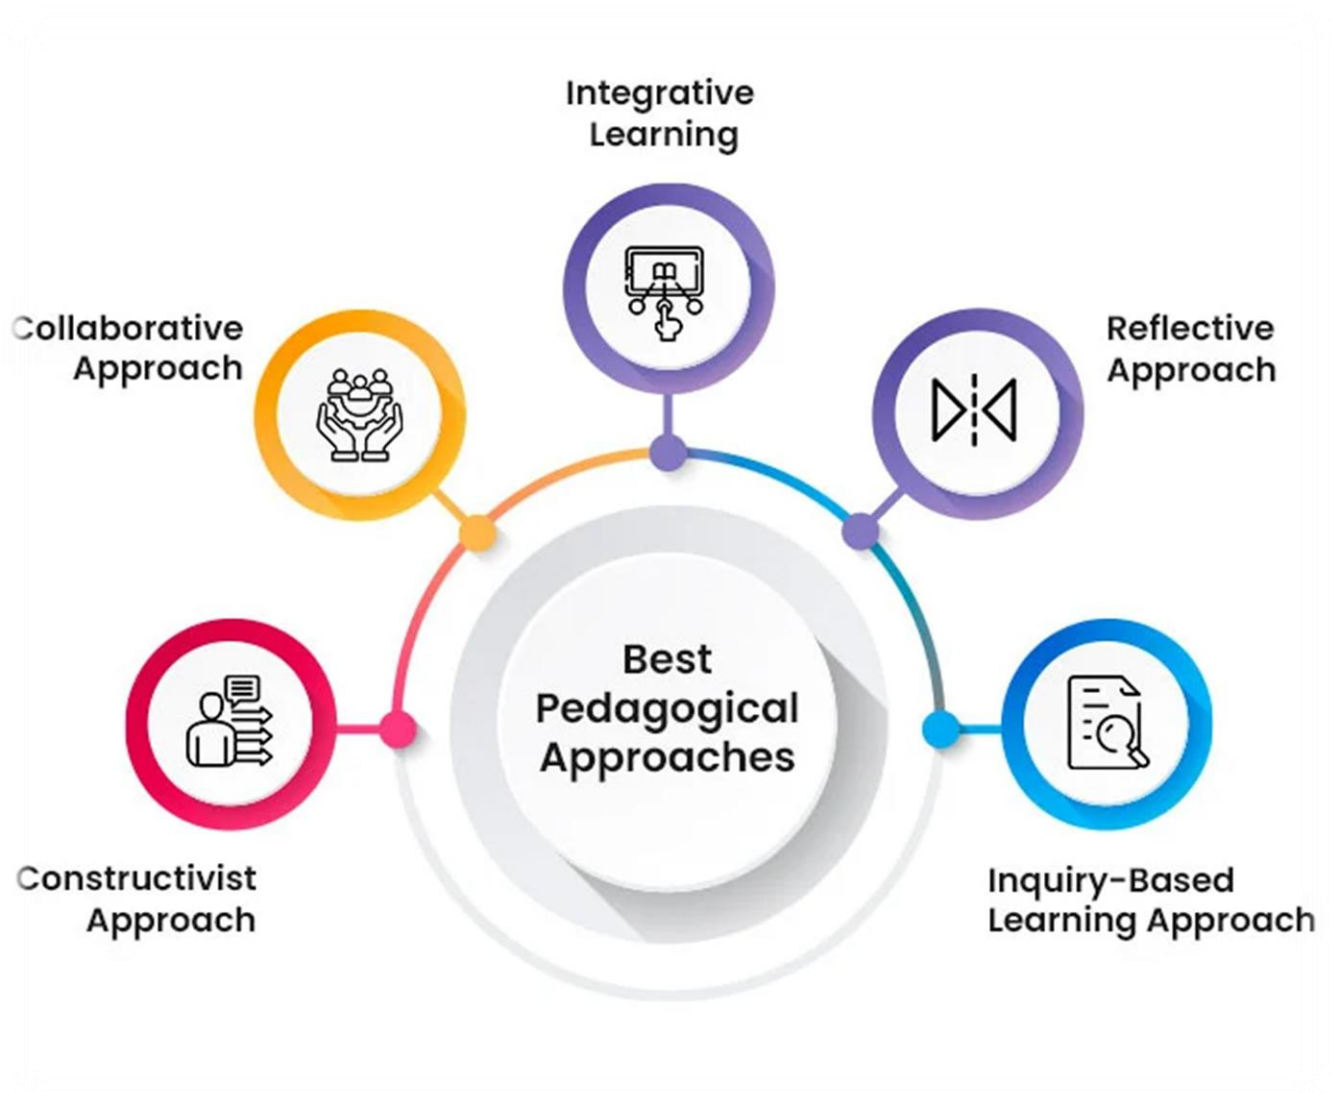 Integrative
Learning
Collaborative
Approach
Reflective
Approach
Best
Pedagogical
Approaches
Constructivist
Approach
Inquiry-Based
Learning Approach